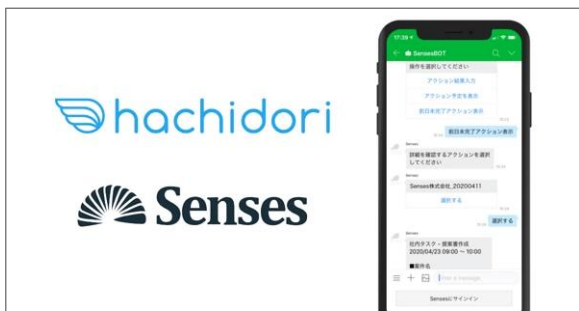 hachidori
Senses
17:39
SensesBOT
操作を選択してください
アクション結果入力
アクション予定を表示
前日未完了アクション表示
前日未完了アクション表示
Senses
詳細を確認するアクションを選択
してください
Senses
Senses株式会社_20200411
選択する
選択する
Senses
社内タスク・提案書作成
2020/04/23 09:00 ～ 10:00
■案件名
Enter a message
Sensesにサインイン